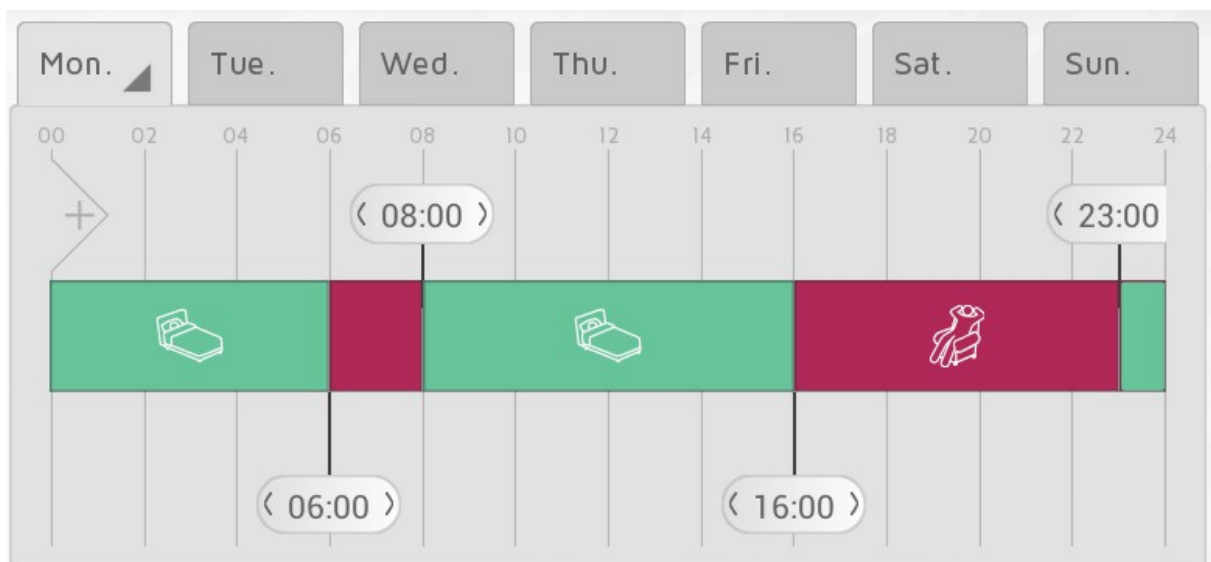 Mon. Tue. Wed. Thu. Fri. Sat. Sun.
00 02 04 06 08 10 12 14 16 18 20 22 24
+
〈 08:00 〉 〈 23:00
〈 06:00 〉 〈 16:00 〉